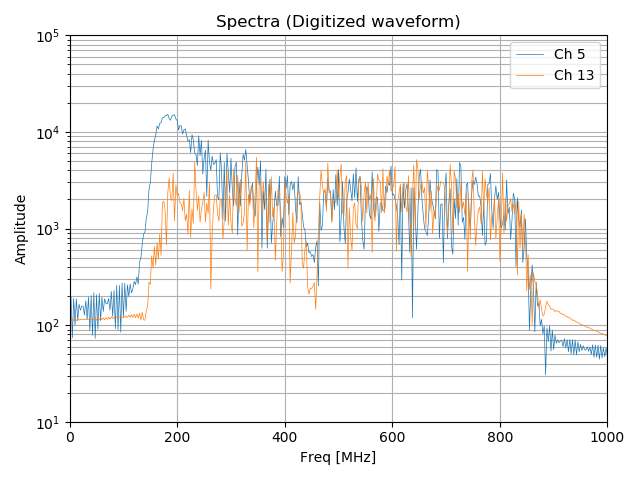 Spectra (Digitized waveform)
10^5
10^4
10^3
10^2
10^1
Amplitude
Ch 5
Ch 13
0 200 400 600 800 1000
Freq [MHz]